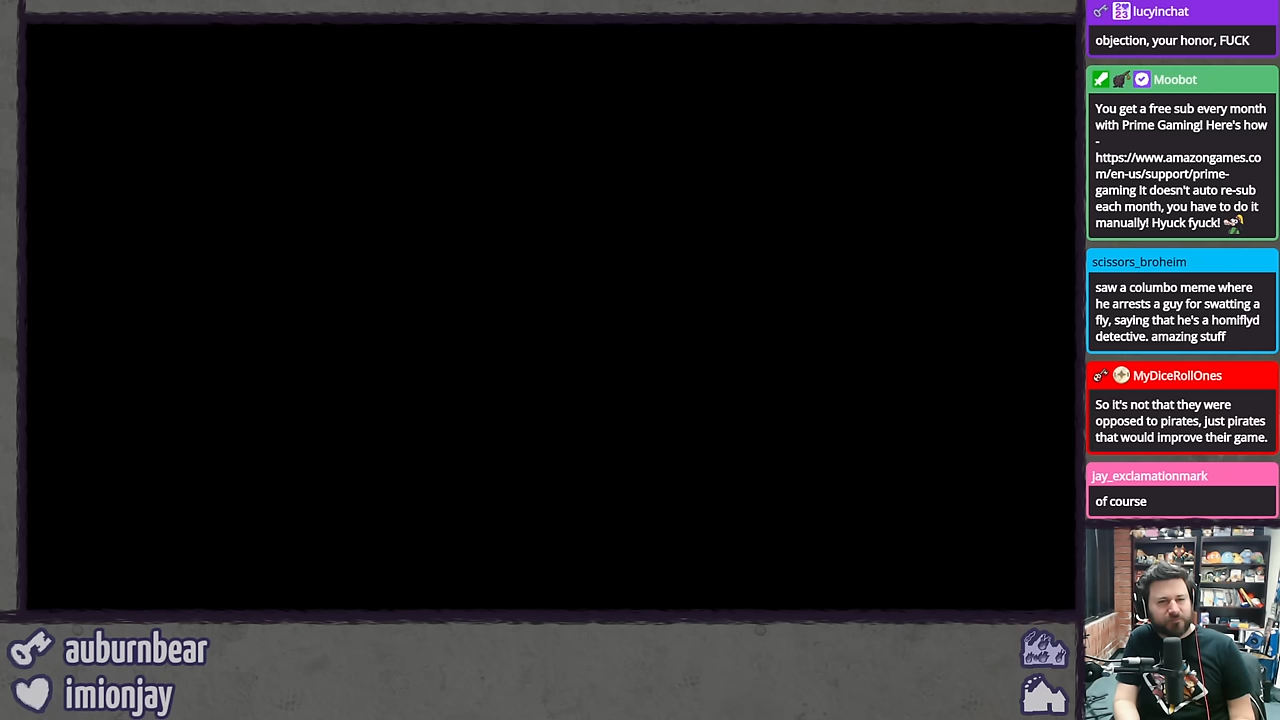 lucyinchat
objection, your honor, FUCK
Moobot
You get a free sub every month
with Prime Gaming! Here's how
-
https://www.amazongames.co
m/en-us/support/prime-
gaming It doesn't auto re-sub
each month, you have to do it
manually! Hyuck fyuck!
scissors_broheim
saw a columbo meme where
he arrests a guy for swatting a
fly, saying that he's a homiflyd
detective. amazing stuff
MyDiceRollOnes
So it's not that they were
opposed to pirates, just pirates
that would improve their game.
jay_exclamationmark
of course
auburnbear
imionjay